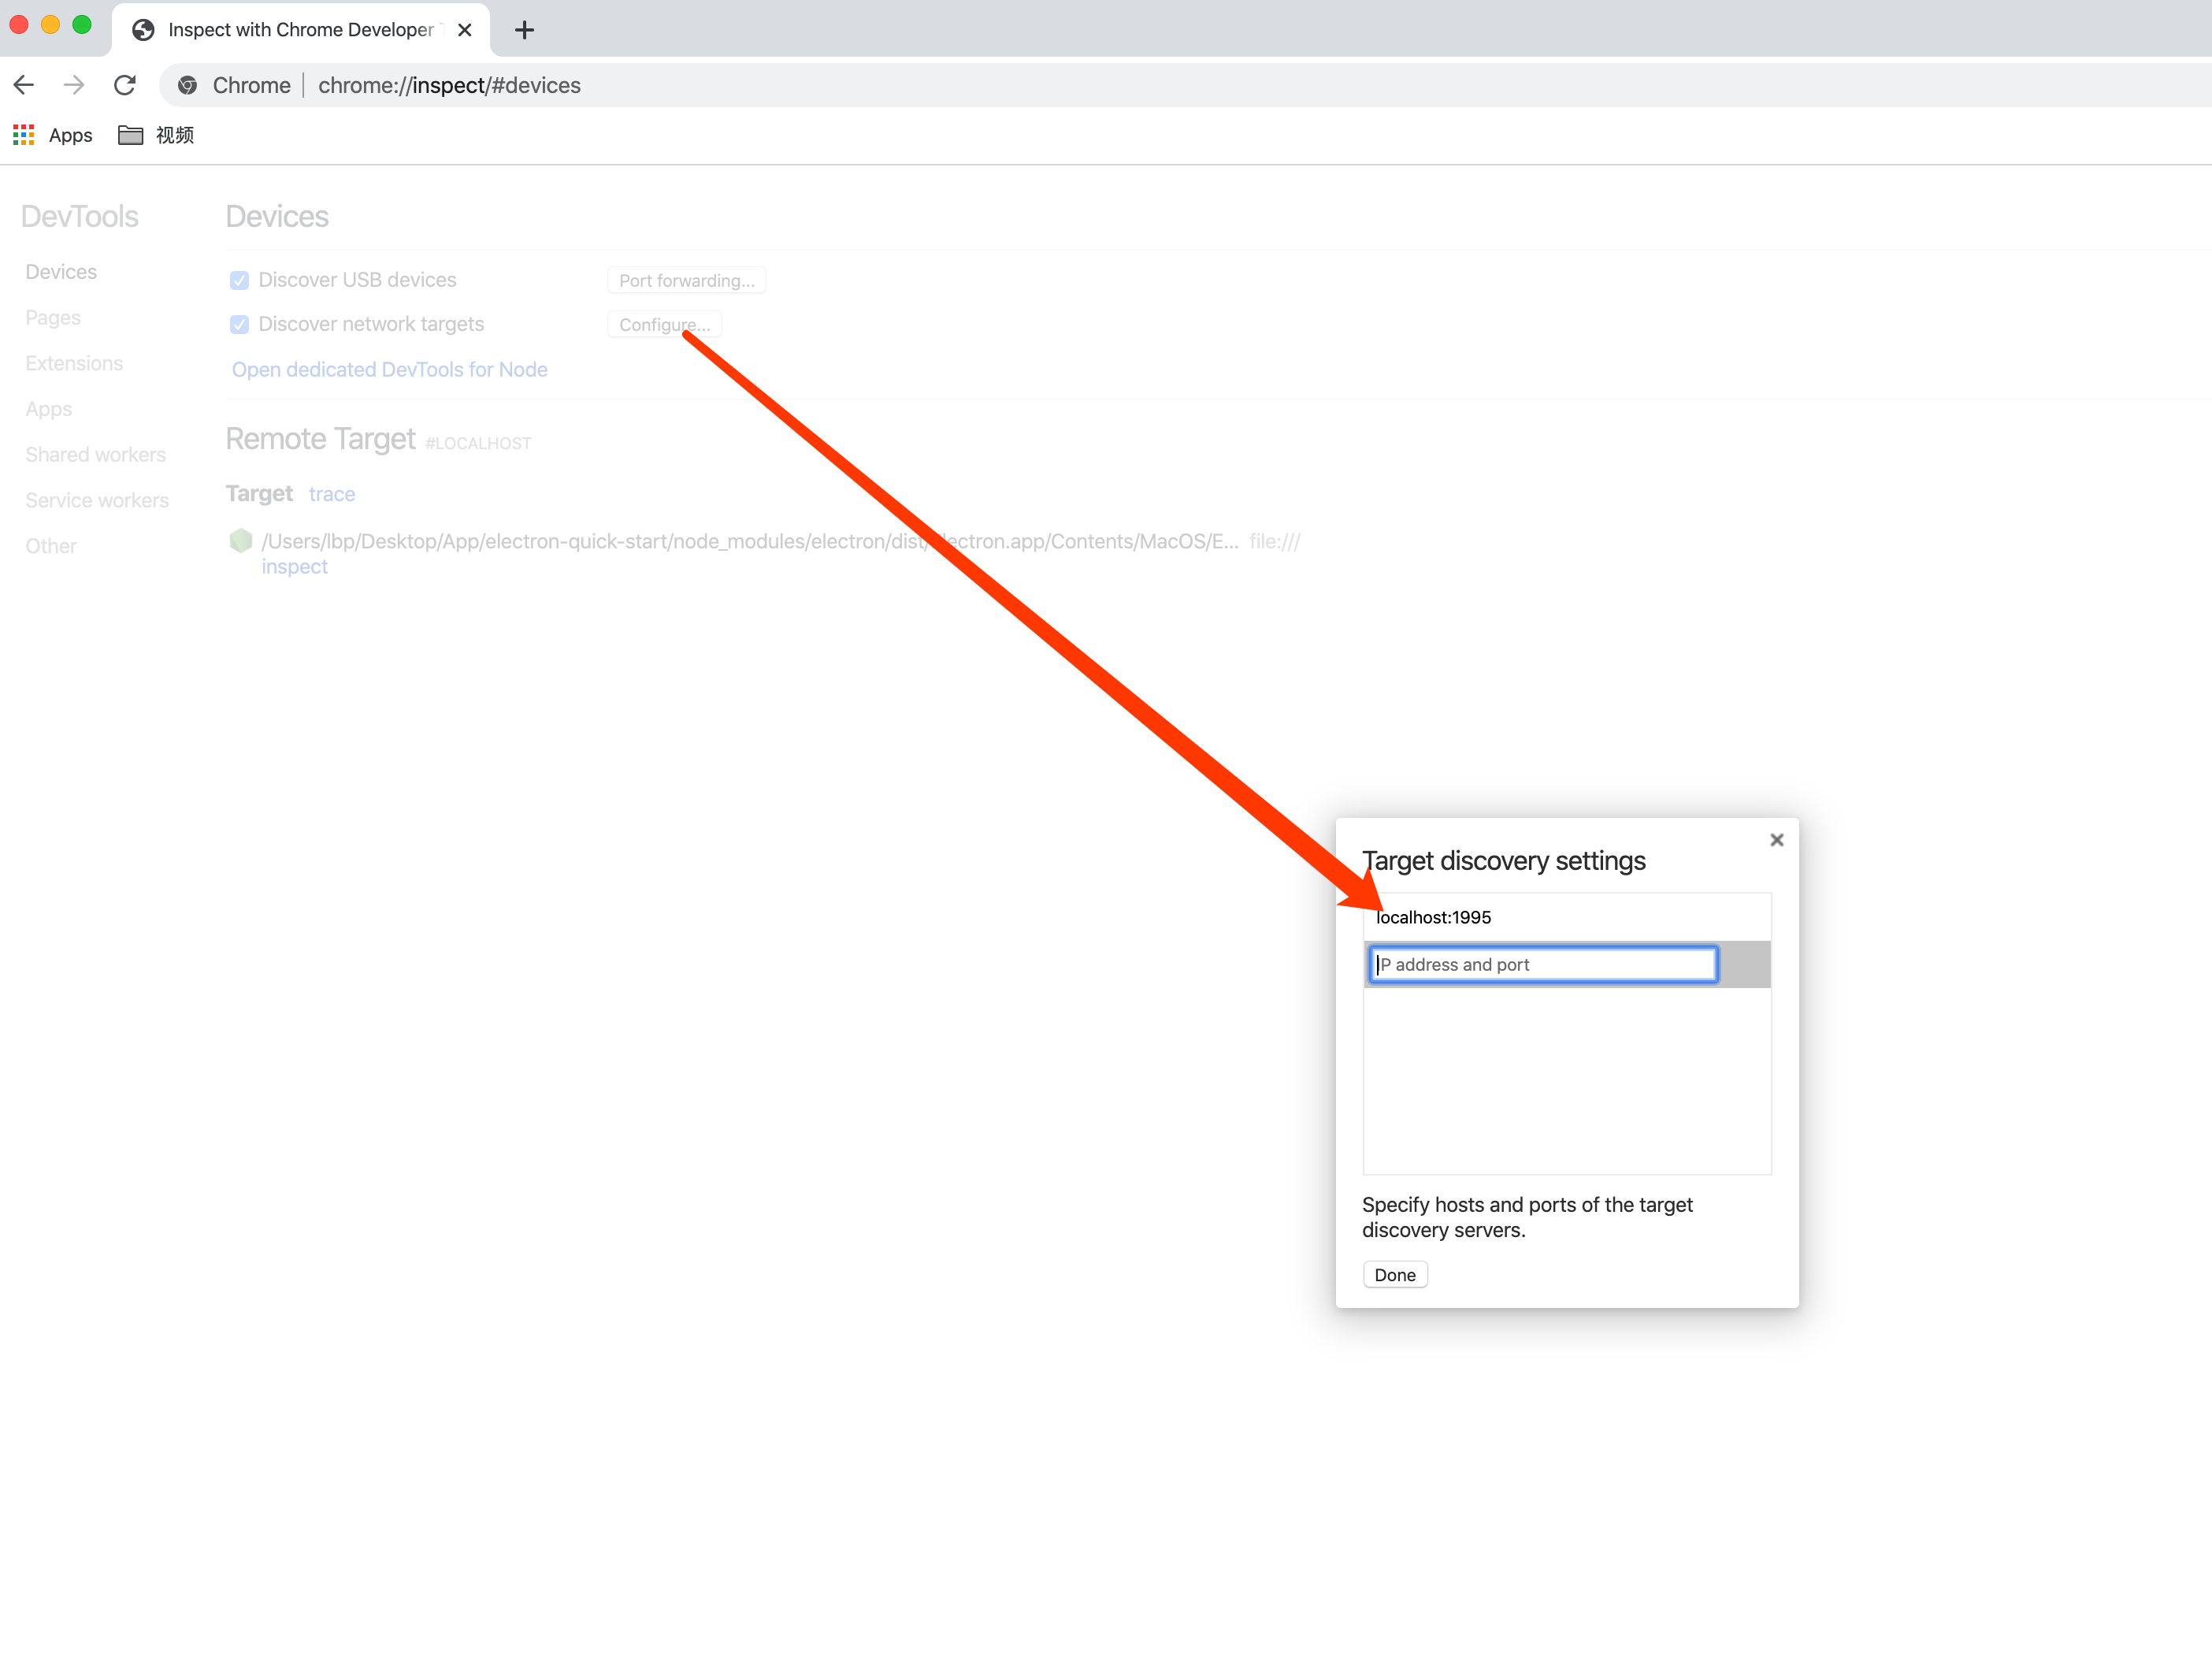 Inspect with Chrome Developer
Chrome | chrome://inspect/#devices
Apps 视频
DevTools
Devices
Pages
Extensions
Apps
Shared workers
Service workers
Other
Devices
Discover USB devices Port forwarding...
Discover network targets Configure...
Open dedicated DevTools for Node
Remote Target #LOCALHOST
Target trace
/Users/lbp/Desktop/App/electron-quick-start/node_modules/electron/dist/Electron.app/Contents/MacOS/E... file:///
inspect
Target discovery settings
localhost:1995
IP address and port
Specify hosts and ports of the target
discovery servers.
Done